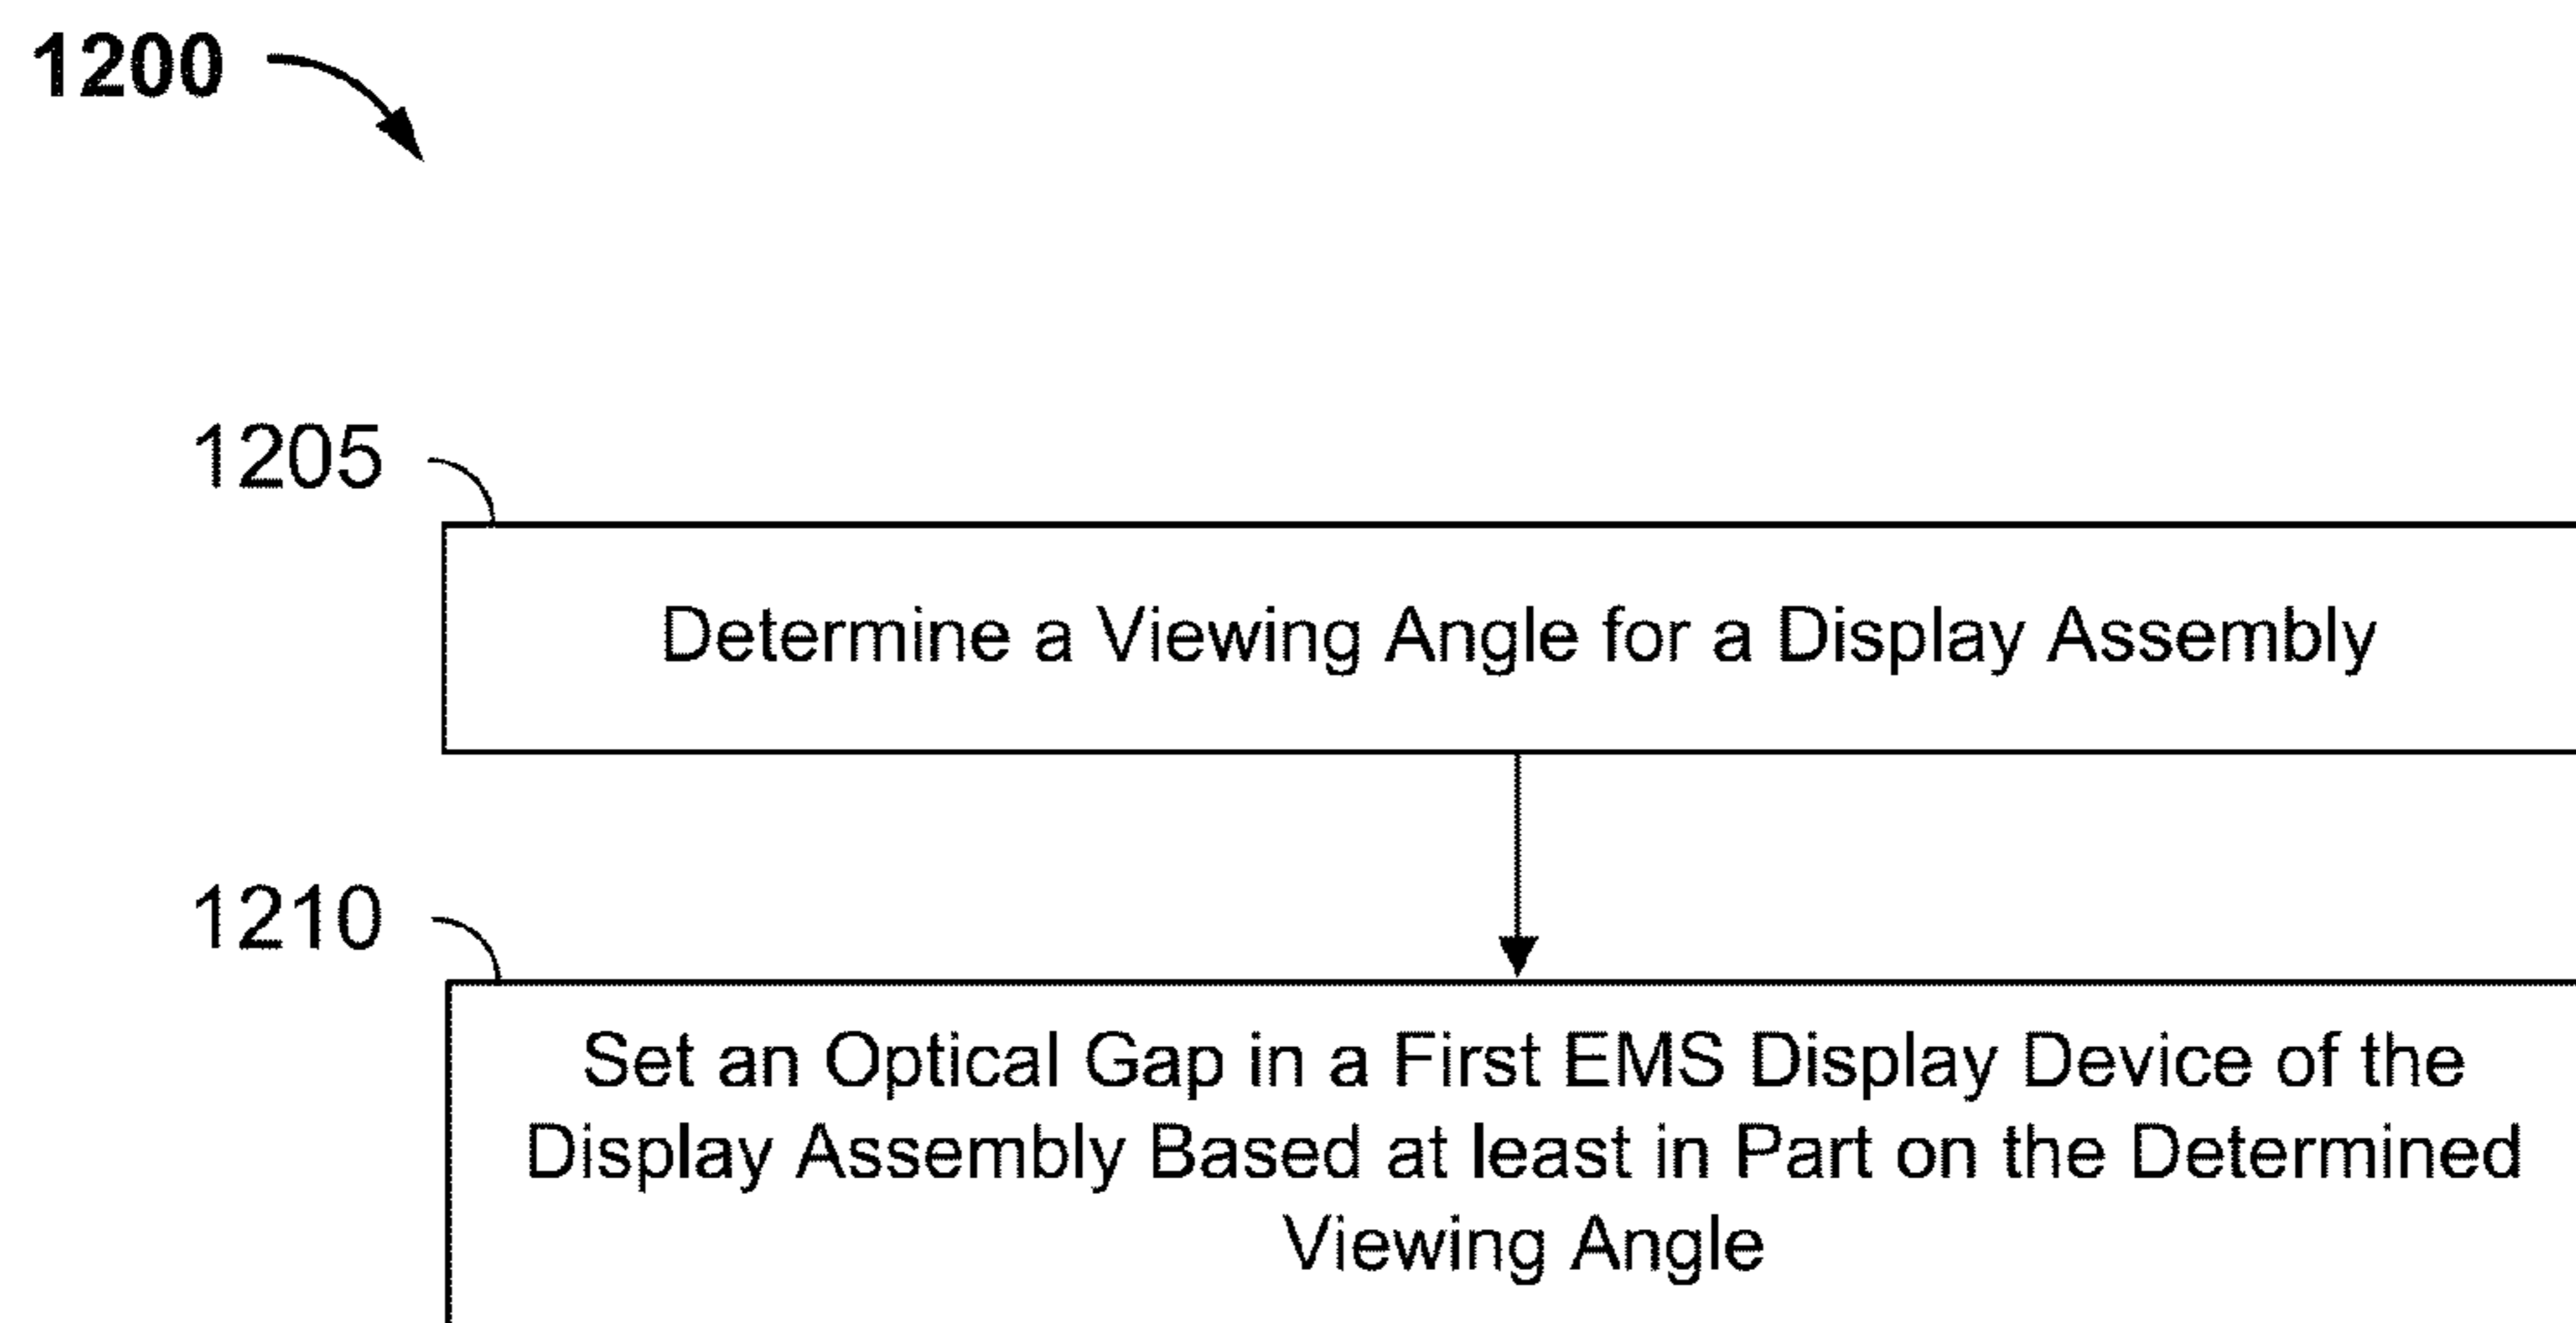 1200
1205
Determine a Viewing Angle for a Display Assembly
1210
Set an Optical Gap in a First EMS Display Device of the
Display Assembly Based at least in Part on the Determined
Viewing Angle